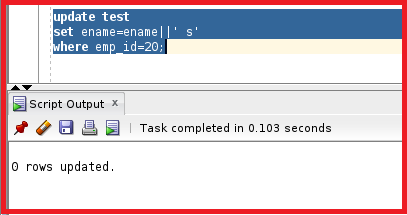 update test
set ename=ename||' s'
where emp_id=20;
Script Output x
Task completed in 0.103 seconds
0 rows updated.